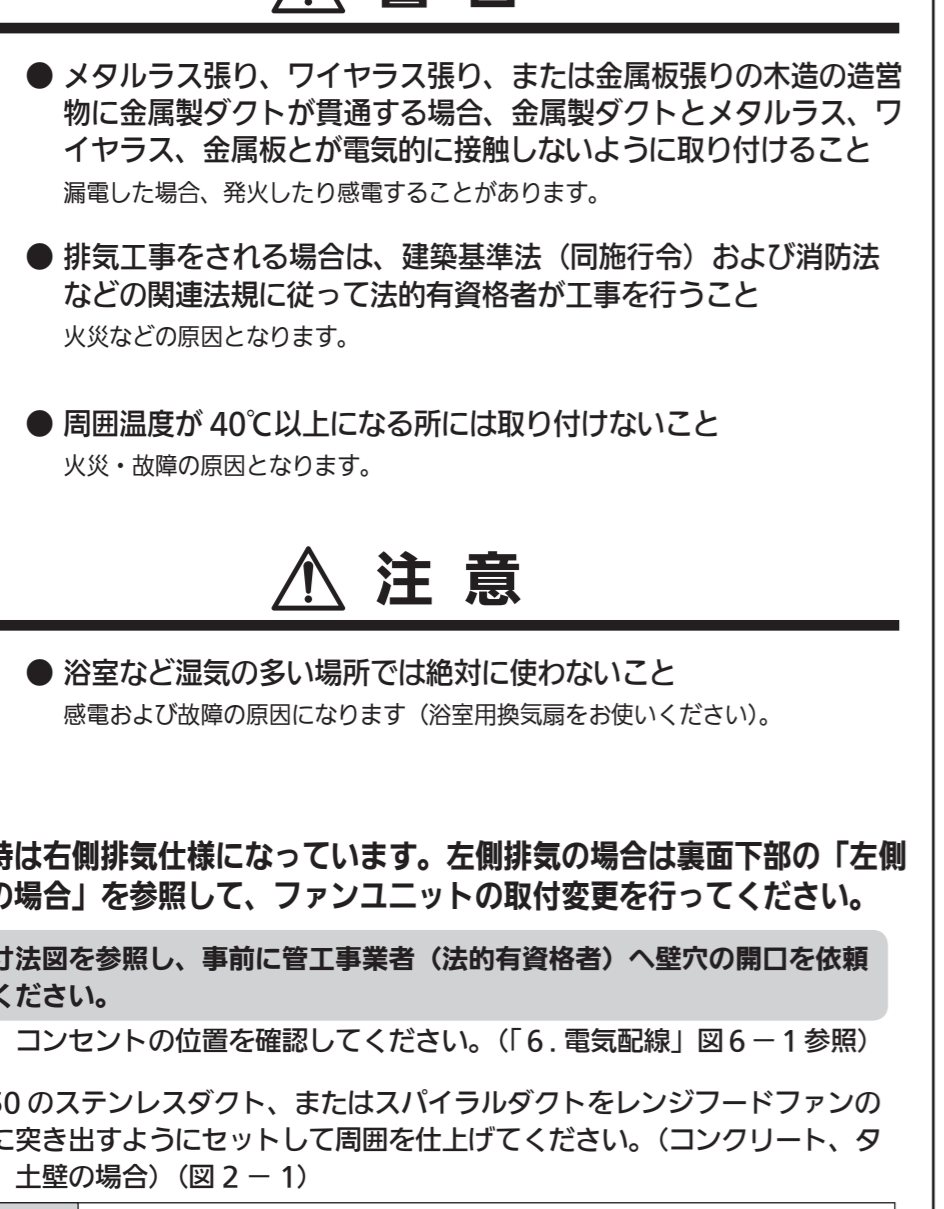 ● メタルラス張り、ワイヤラス張り、または金属板張りの木造の造営
物に金属製ダクトが貫通する場合、金属製ダクトとメタルラス、ワ
イヤラス、金属板とが電気的に接触しないように取り付けること
漏電した場合、発火したり感電することがあります。
● 排気工事をされる場合は、建築基準法（同施行令）および消防法
などの関連法規に従って法的有資格者が工事を行うこと
火災などの原因となります。
● 周囲温度が 40℃以上になる所には取り付けないこと
火災・故障の原因となります。
注 意
● 浴室など湿気の多い場所では絶対に使わないこと
感電および故障の原因になります（浴室用換気扇をお使いください）。
時は右側排気仕様になっています。左側排気の場合は裏面下部の「左側
の場合」を参照して、ファンユニットの取付変更を行ってください。
寸法図を参照し、事前に管工事業者（法的有資格者）へ壁穴の開口を依頼
ください。
コンセントの位置を確認してください。（「６. 電気配線」図６－１参照）
50 のステンレスダクト、またはスパイラルダクトをレンジフードファンの
に突き出すようにセットして周囲を仕上げてください。（コンクリート、タ
土壁の場合）（図２－１）